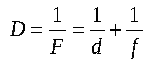 D = 1/F = 1/d + 1/f